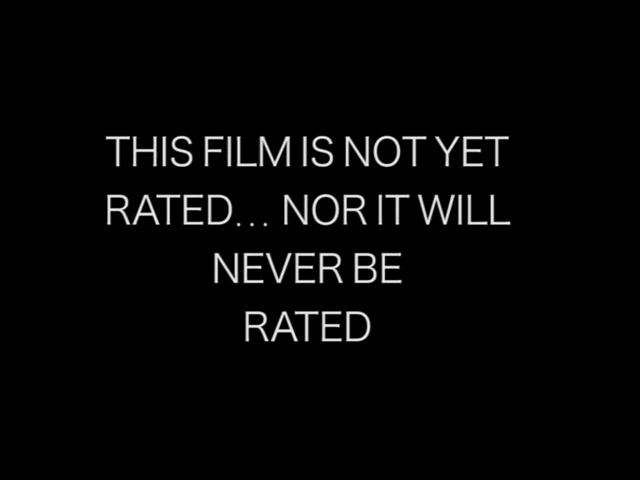 THIS FILM IS NOT YET
RATED... NOR IT WILL
NEVER BE
RATED